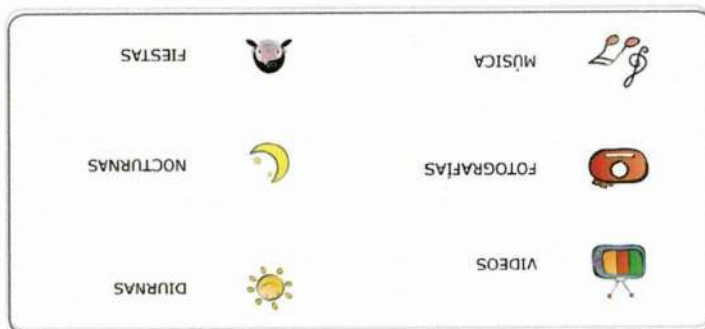 VIDEOS
DIURNAS
FOTOGRAFÍAS
NOCTURNAS
MÚSICA
FIESTAS